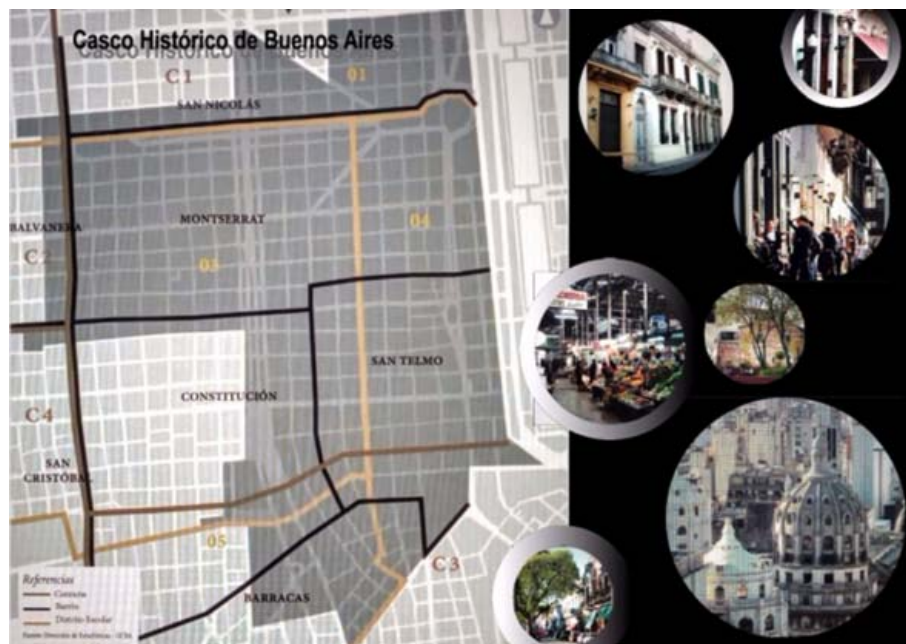 Casco Histórico de Buenos Aires
C1
01
SAN NICOLÁS
MONTSERRAT
04
BALVANERA
C2
03
SAN TELMO
CONSTITUCIÓN
C4
SAN
CRISTÓBAL
05
C3
BARRACAS
Referencias
Comuna
Barrio
Distrito Escolar